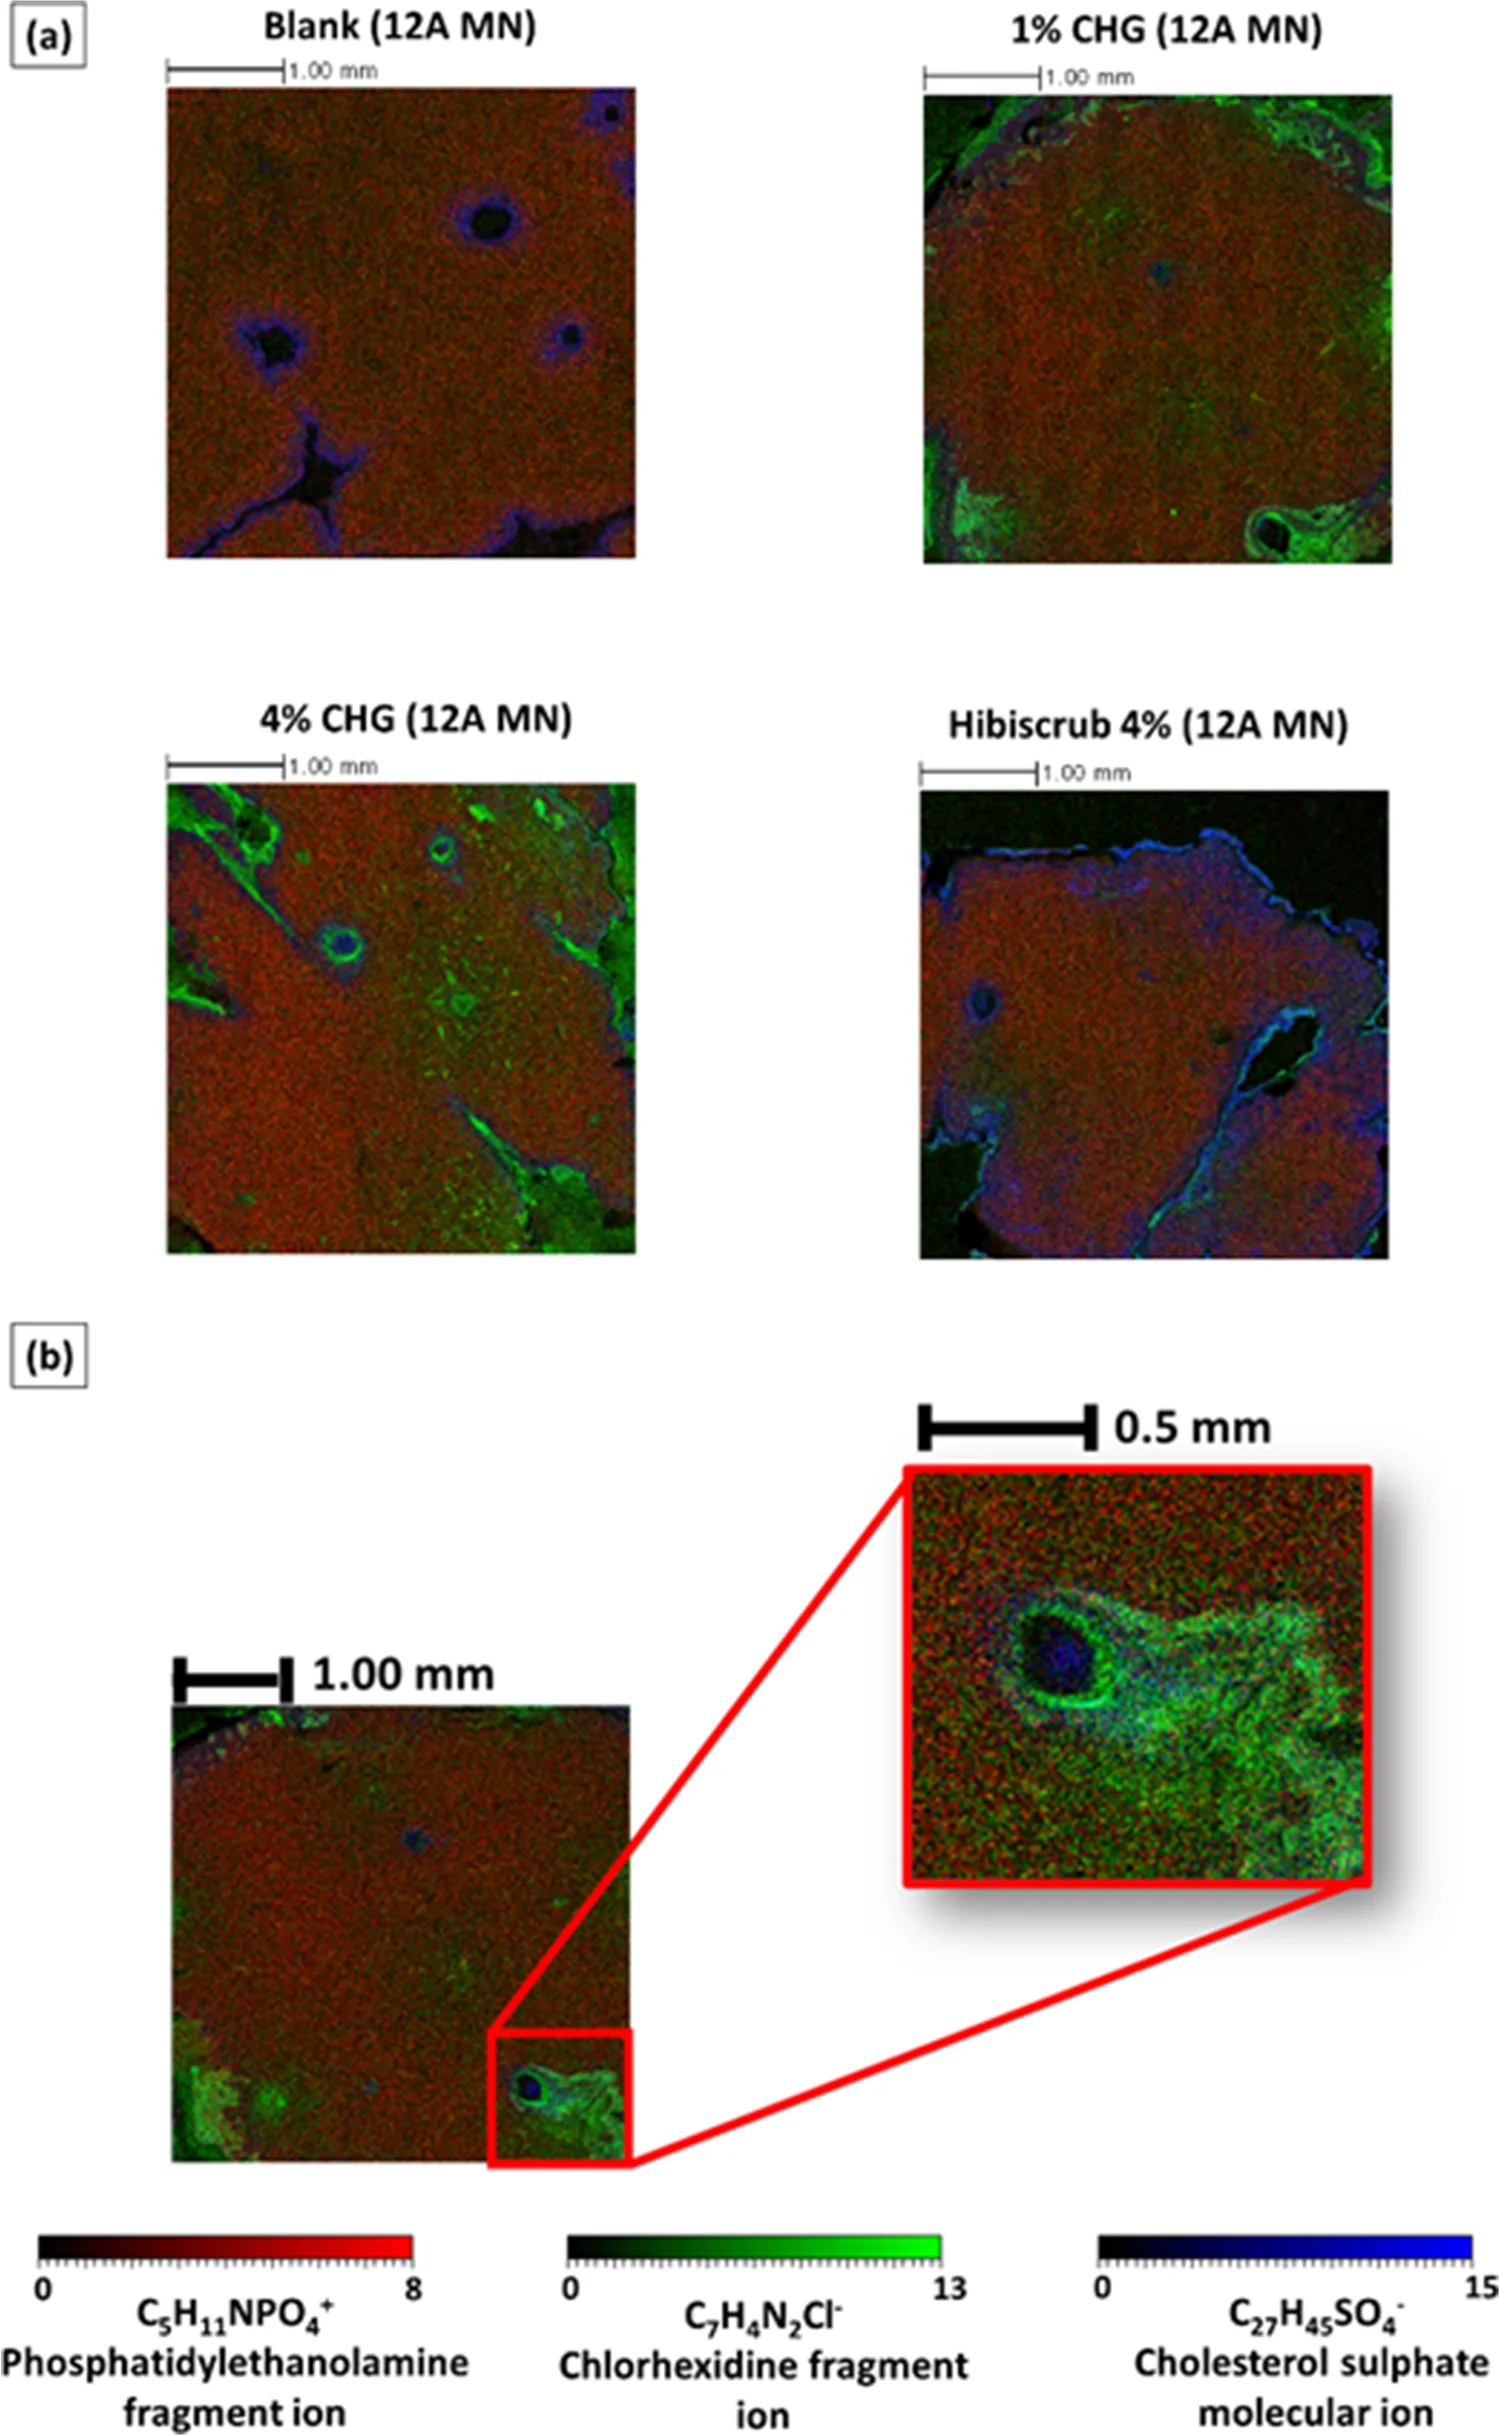 (a)
Blank (12A MN)
1% CHG (12A MN)
1.00 mm
1.00 mm
4% CHG (12A MN)
Hibiscrub 4% (12A MN)
1.00 mm
1.00 mm
(b)
0.5 mm
1.00 mm
0 8
C₅H₁₁NPO₄⁺
Phosphatidylethanolamine
fragment ion
0 13
C₇H₄N₂Cl⁻
Chlorhexidine fragment
ion
0 15
C₂₇H₄₅SO₄⁻
Cholesterol sulphate
molecular ion